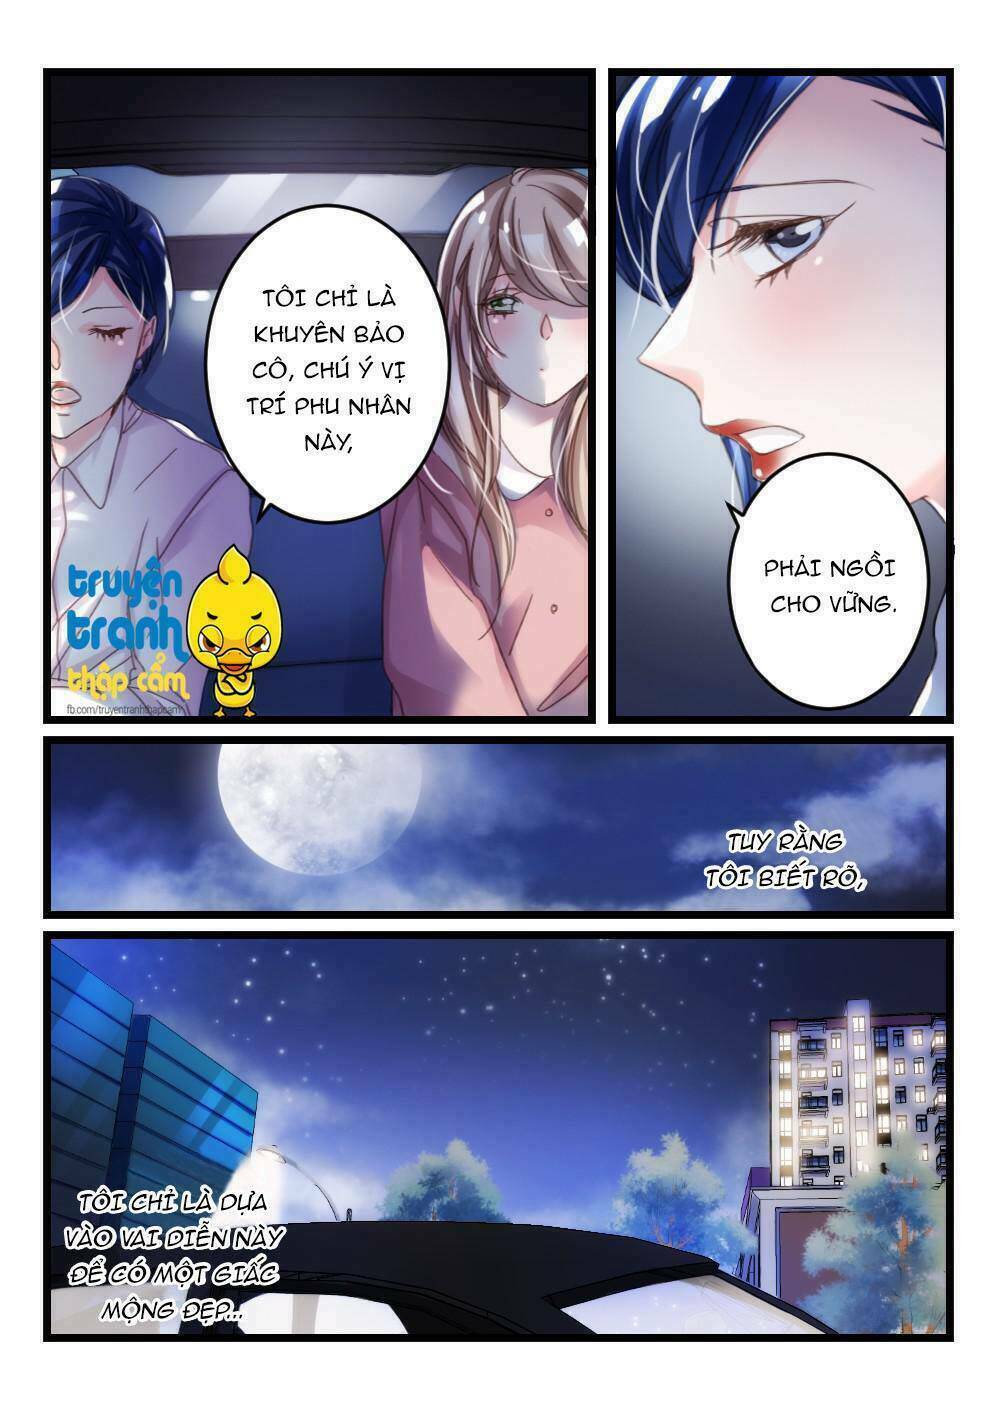 TÔI CHỈ LÀ
KHUYÊN BẢO
CÔ, CHÚ Ý VỊ
TRÍ PHU NHÂN
NÀY,
PHẢI NGỒI
CHO VỮNG.
truyện
tranh
thập cẩm
fb.com/truyentranhthapcam
TUY RẰNG
TÔI BIẾT RÕ,
TÔI CHỈ LÀ DỰA
VÀO VAI DIỄN NÀY
ĐỂ CÓ MỘT GIẤC
MỘNG ĐẸP...